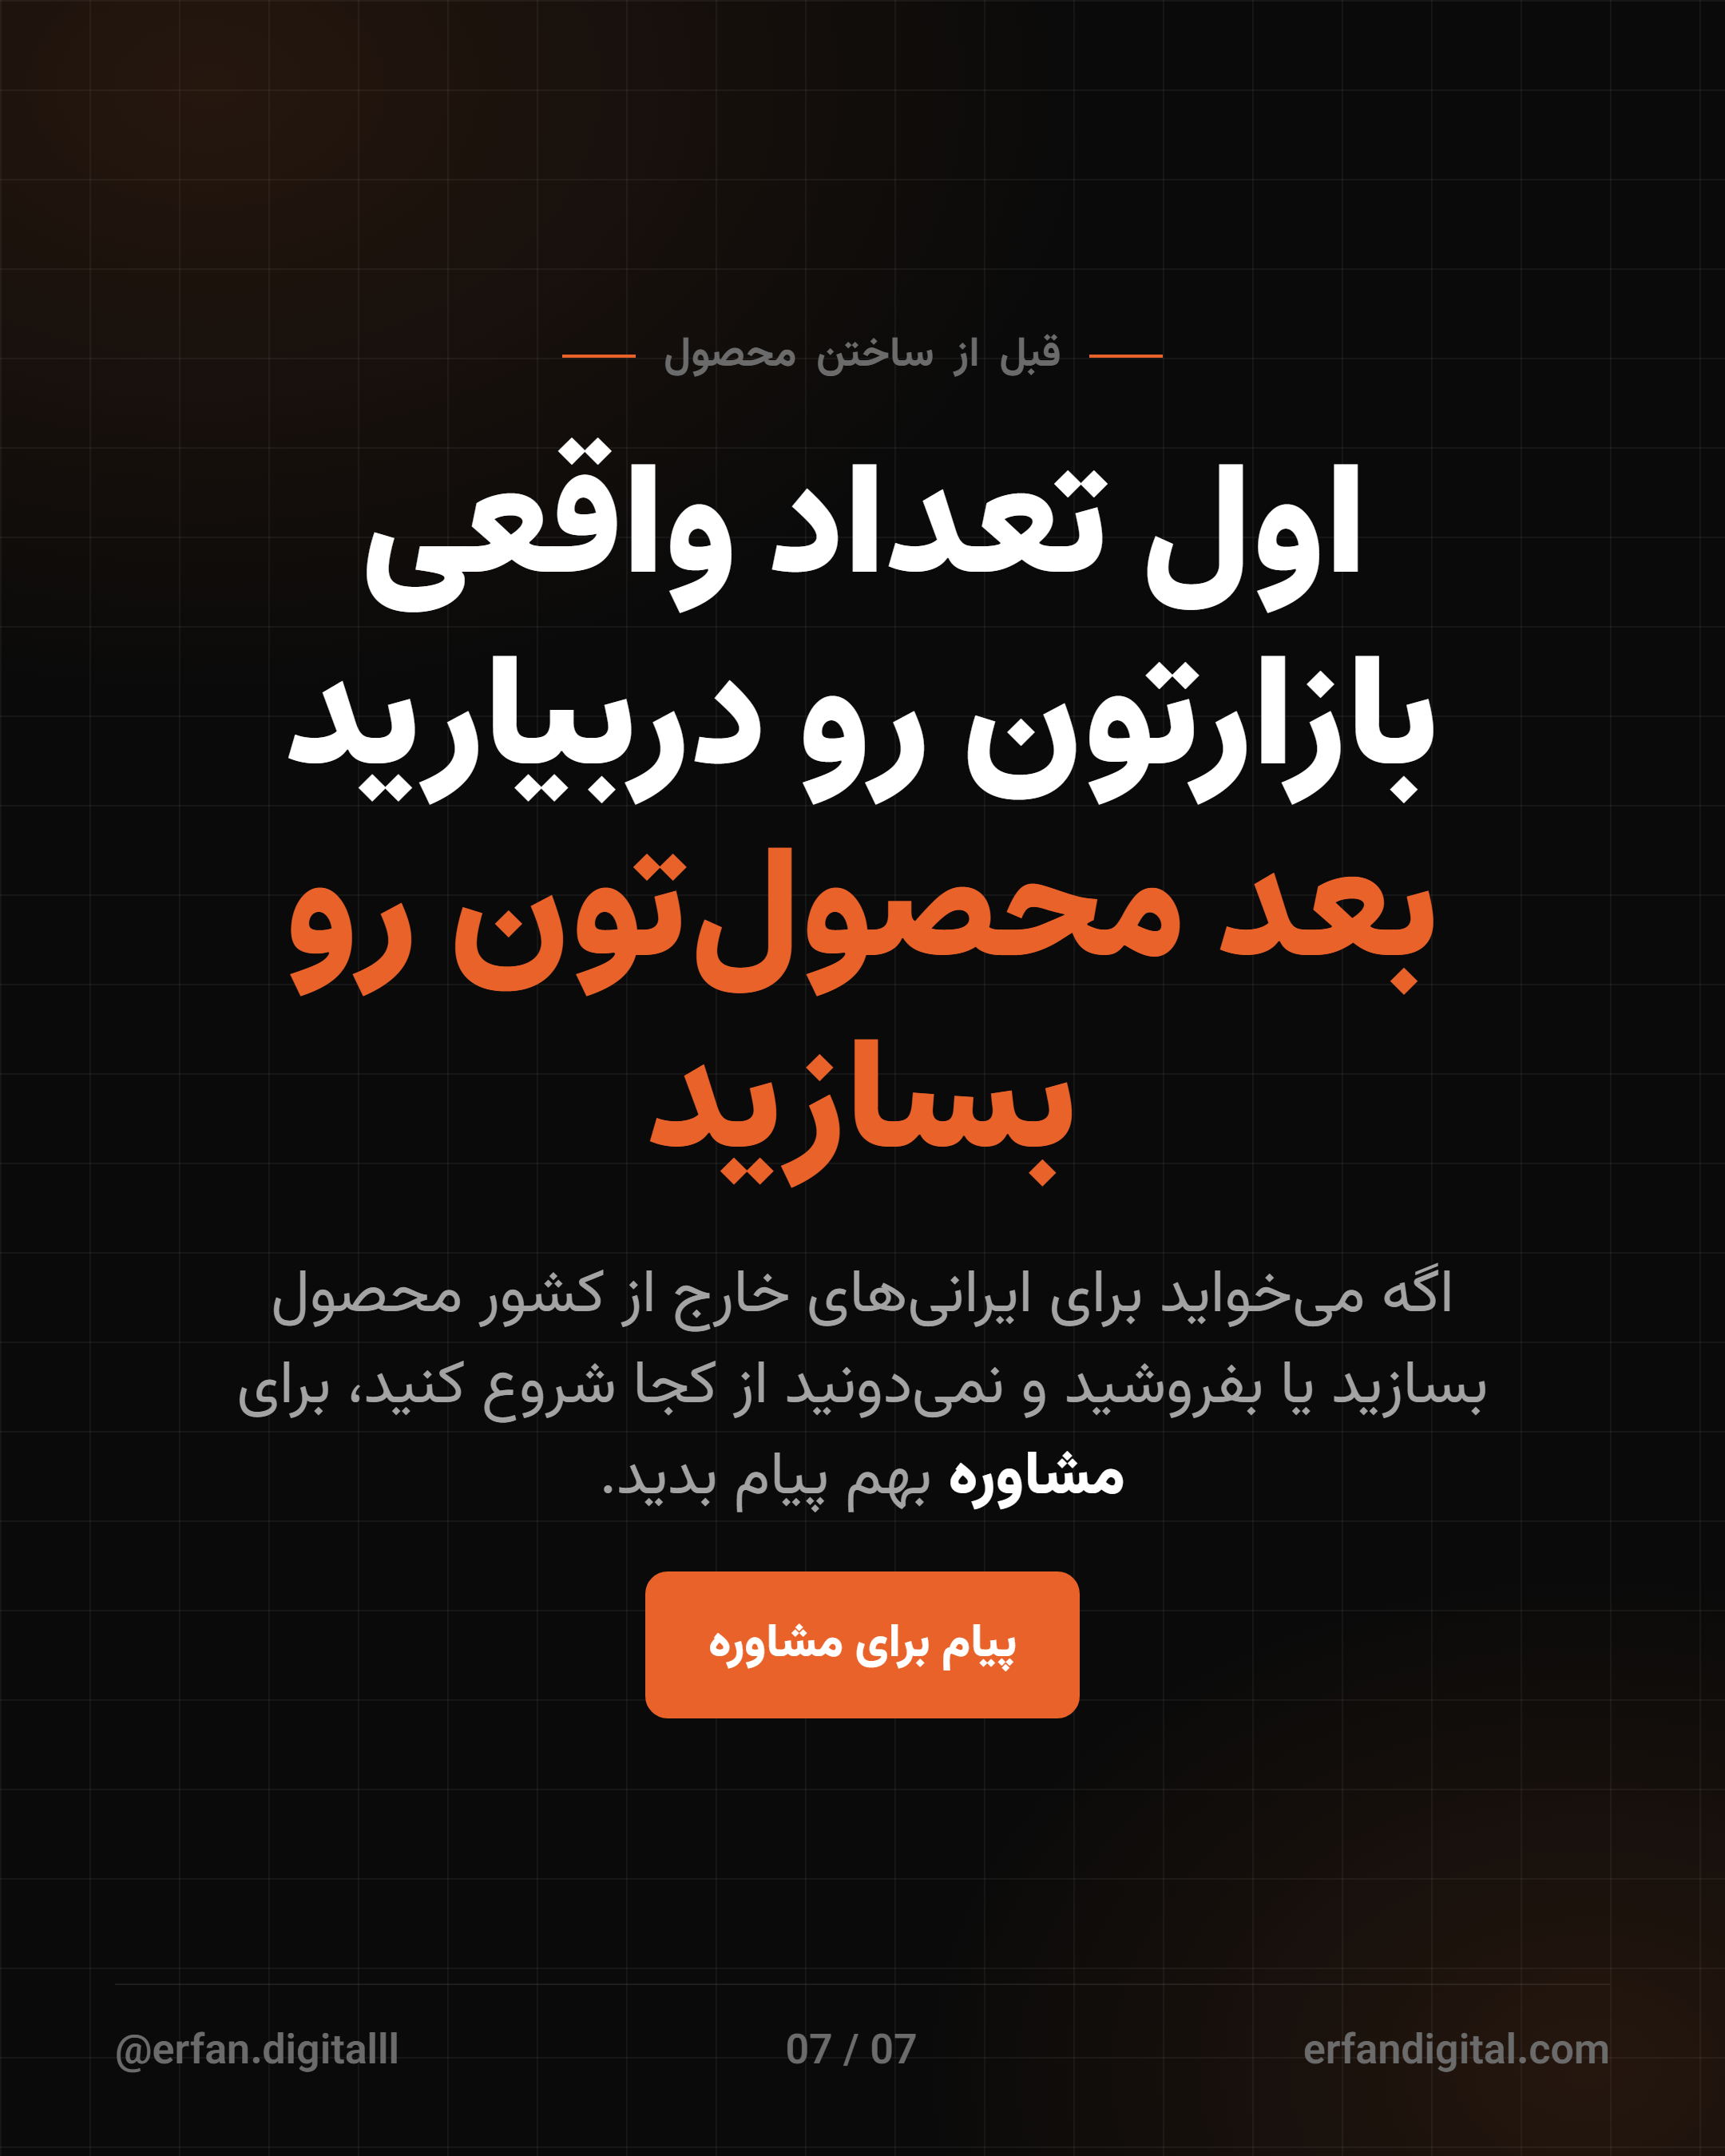 قبل از ساختن محصول
اول تعداد واقعی
بازارتون رو دربیارید
بعد محصول‌تون رو
بسازید
اگه می‌خواید برای ایرانی‌های خارج از کشور محصول
بسازید یا بفروشید و نمی‌دونید از کجا شروع کنید، برای
مشاوره بهم پیام بدید.
پیام برای مشاوره
@erfan.digitalll
07 / 07
erfandigital.com